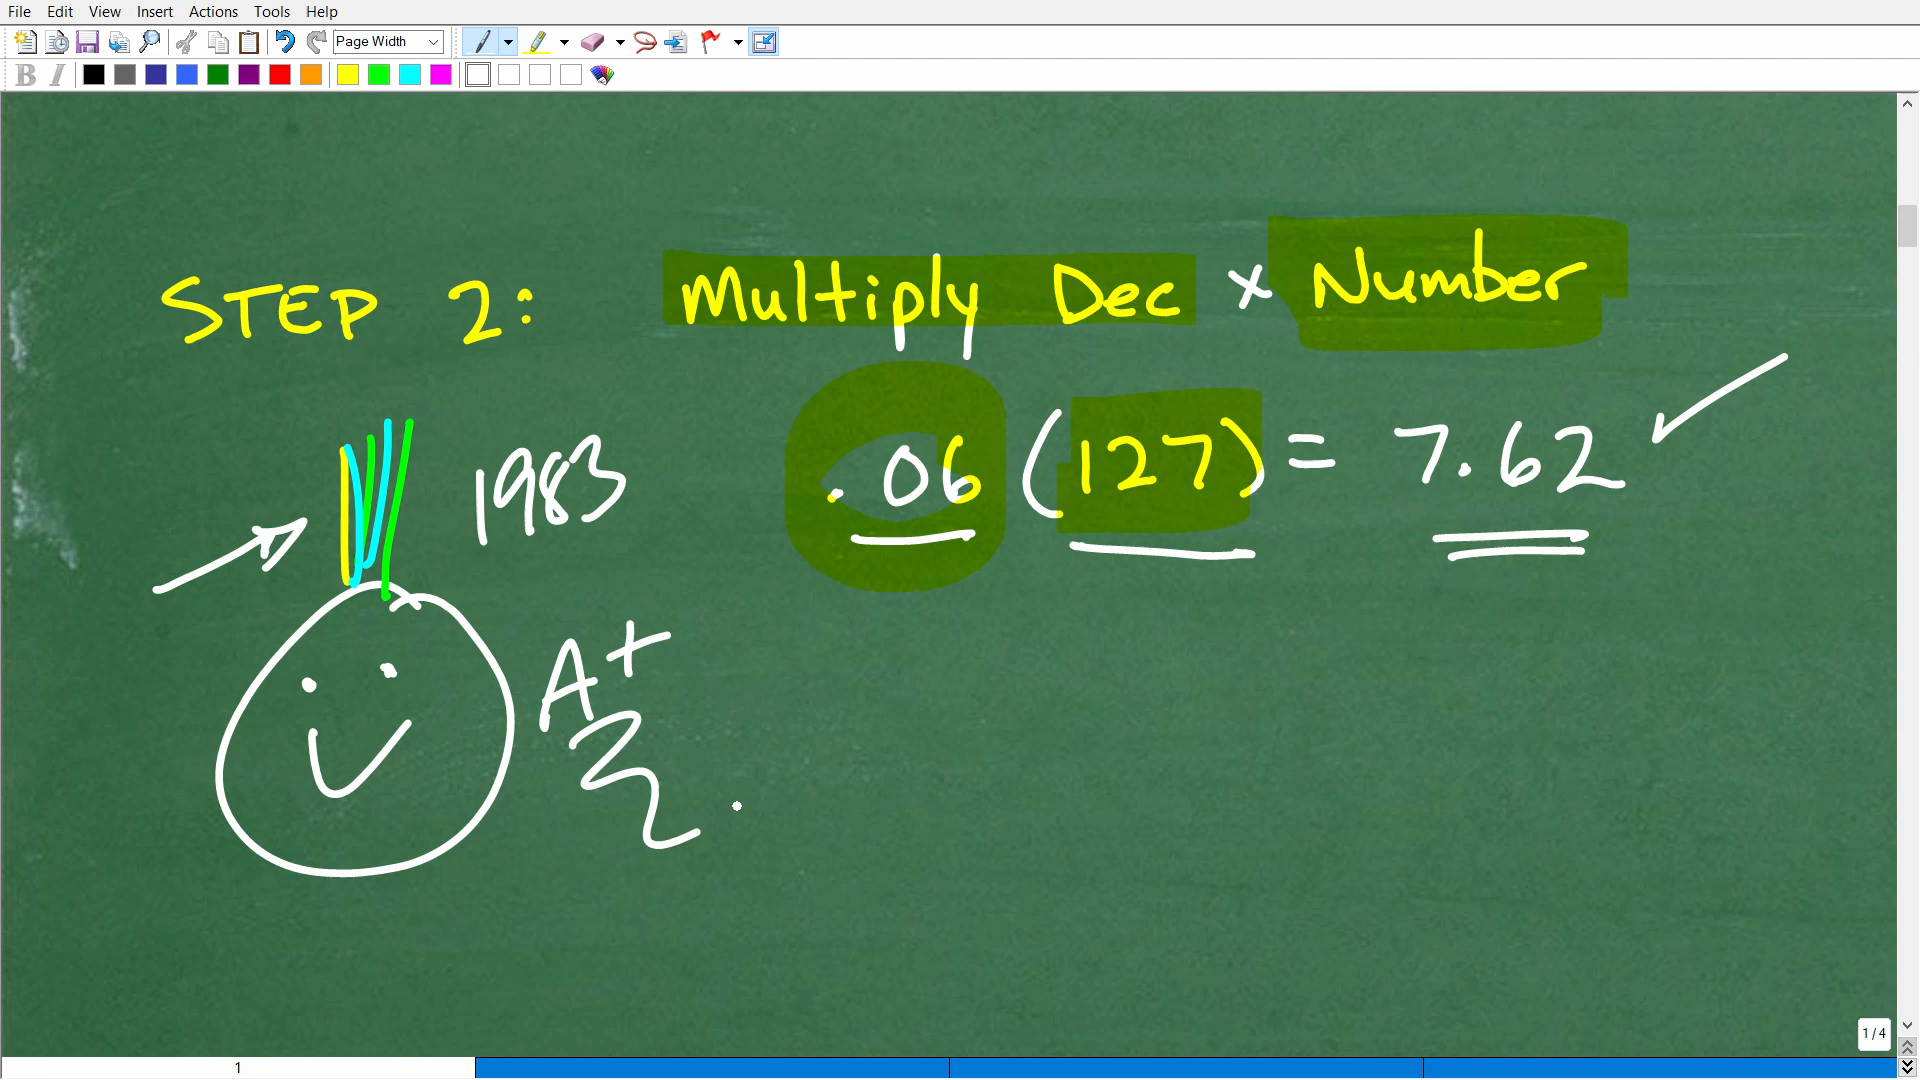 File Edit View Insert Actions Tools Help
Page Width
B I
STEP 2: Multiply Dec x Number
.06 (127) = 7.62
1983
A+
1 / 4
1